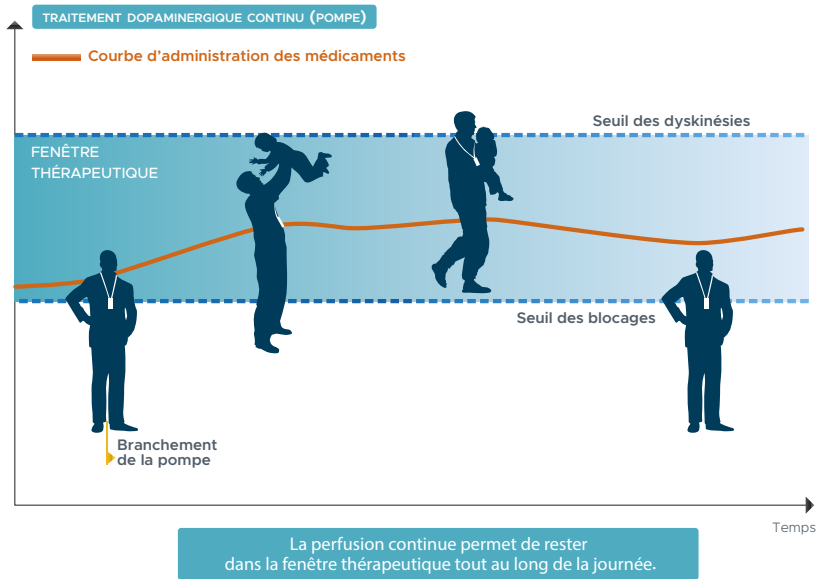 TRAITEMENT DOPAMINERGIQUE CONTINU (POMPE)
Courbe d'administration des médicaments
Seuil des dyskinésies
FENÊTRE
THÉRAPEUTIQUE
Seuil des blocages
Branchement
de la pompe
Temps
La perfusion continue permet de rester
dans la fenêtre thérapeutique tout au long de la journée.